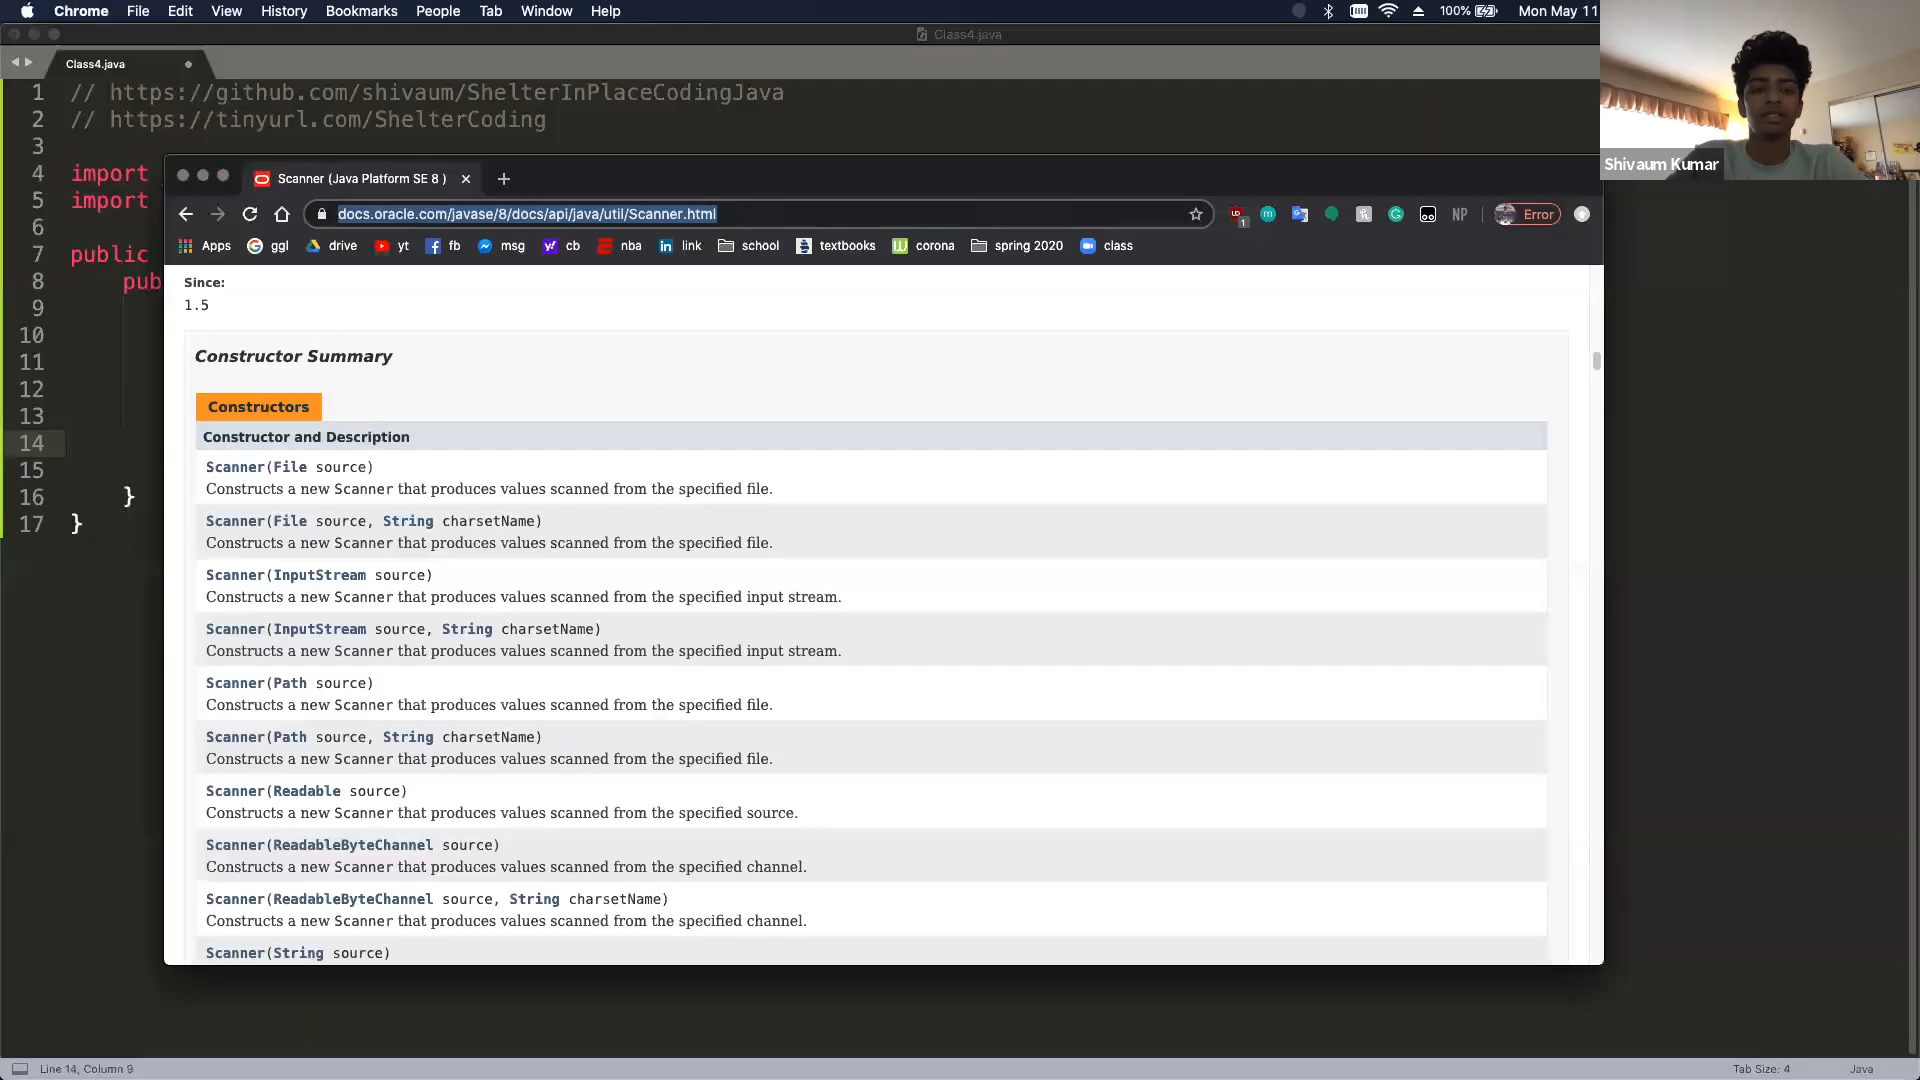 Chrome File Edit View History Bookmarks People Tab Window Help 100% Mon May 11
Class4.java
Class4.java
1 // https://github.com/shivaum/ShelterInPlaceCodingJava
2 // https://tinyurl.com/ShelterCoding
3
4 import
5 import
6
7 public
8 pub
9
10
11
12
13
14
15
16 }
17 }
Shivaum Kumar
Scanner (Java Platform SE 8 )
docs.oracle.com/javase/8/docs/api/java/util/Scanner.html 1 NP Error
Apps ggl drive yt fb msg cb nba link school textbooks corona spring 2020 class
Since:
1.5
Constructor Summary
Constructors
Constructor and Description
Scanner(File source)
Constructs a new Scanner that produces values scanned from the specified file.
Scanner(File source, String charsetName)
Constructs a new Scanner that produces values scanned from the specified file.
Scanner(InputStream source)
Constructs a new Scanner that produces values scanned from the specified input stream.
Scanner(InputStream source, String charsetName)
Constructs a new Scanner that produces values scanned from the specified input stream.
Scanner(Path source)
Constructs a new Scanner that produces values scanned from the specified file.
Scanner(Path source, String charsetName)
Constructs a new Scanner that produces values scanned from the specified file.
Scanner(Readable source)
Constructs a new Scanner that produces values scanned from the specified source.
Scanner(ReadableByteChannel source)
Constructs a new Scanner that produces values scanned from the specified channel.
Scanner(ReadableByteChannel source, String charsetName)
Constructs a new Scanner that produces values scanned from the specified channel.
Scanner(String source)
Line 14, Column 9 Tab Size: 4 Java